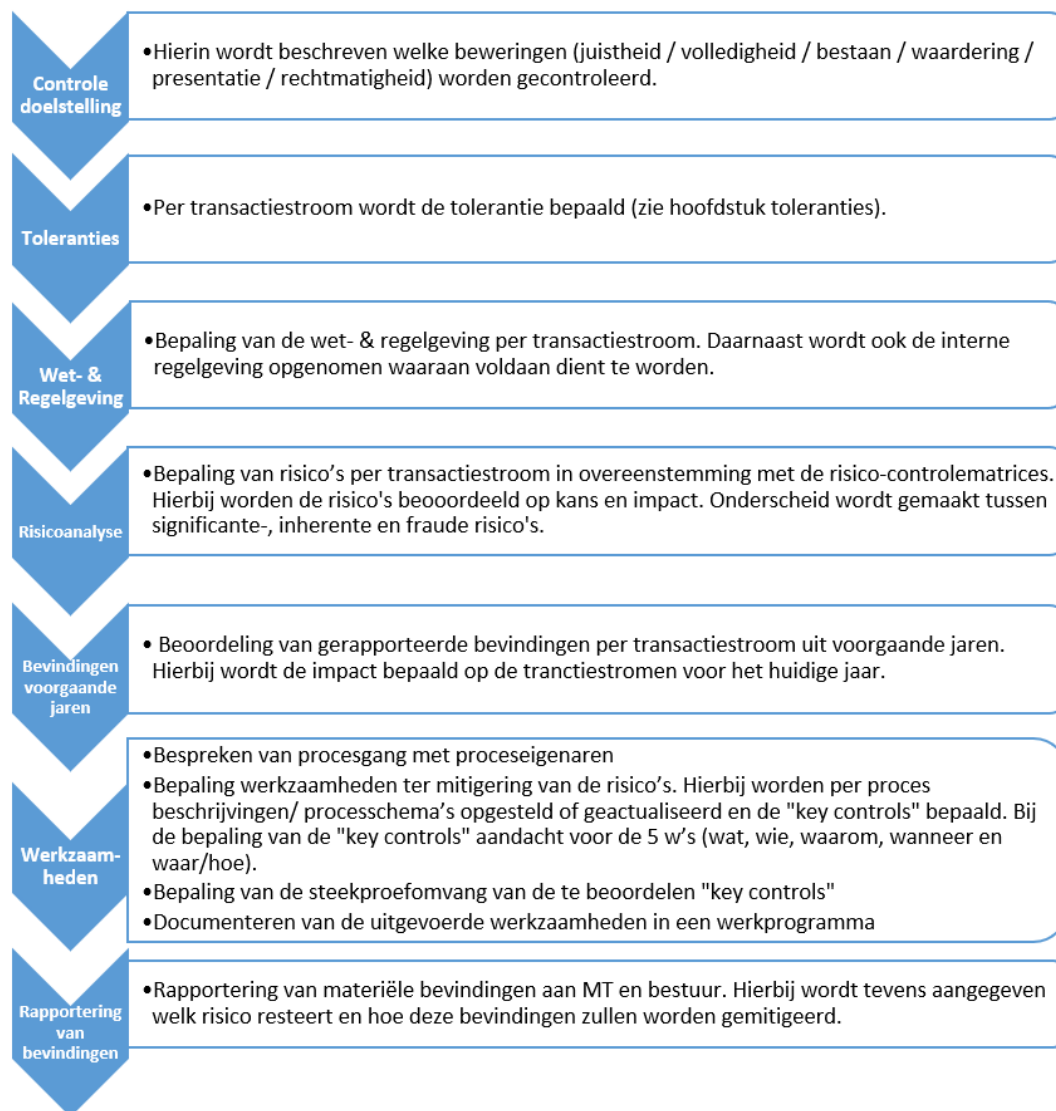 Controle
doelstelling
•Hierin wordt beschreven welke beweringen (juistheid / volledigheid / bestaan / waardering /
presentatie / rechtmatigheid) worden gecontroleerd.
Toleranties
•Per transactiestroom wordt de tolerantie bepaald (zie hoofdstuk toleranties).
Wet- &
Regelgeving
•Bepaling van de wet- & regelgeving per transactiestroom. Daarnaast wordt ook de interne
regelgeving opgenomen waaraan voldaan dient te worden.
Risicoanalyse
•Bepaling van risico’s per transactiestroom in overeenstemming met de risico-controlematrices.
Hierbij worden de risico's beooordeeld op kans en impact. Onderscheid wordt gemaakt tussen
significante-, inherente en fraude risico's.
Bevindingen
voorgaande
jaren
• Beoordeling van gerapporteerde bevindingen per transactiestroom uit voorgaande jaren.
Hierbij wordt de impact bepaald op de tranctiestromen voor het huidige jaar.
Werkzaam-
heden
•Bespreken van procesgang met proceseigenaren
•Bepaling werkzaamheden ter mitigering van de risico’s. Hierbij worden per proces
beschrijvingen/ processchema’s opgesteld of geactualiseerd en de "key controls" bepaald. Bij
de bepaling van de "key controls" aandacht voor de 5 w’s (wat, wie, waarom, wanneer en
waar/hoe).
•Bepaling van de steekproefomvang van de te beoordelen "key controls"
•Documenteren van de uitgevoerde werkzaamheden in een werkprogramma
Rapportering
van
bevindingen
•Rapportering van materiële bevindingen aan MT en bestuur. Hierbij wordt tevens aangegeven
welk risico resteert en hoe deze bevindingen zullen worden gemitigeerd.